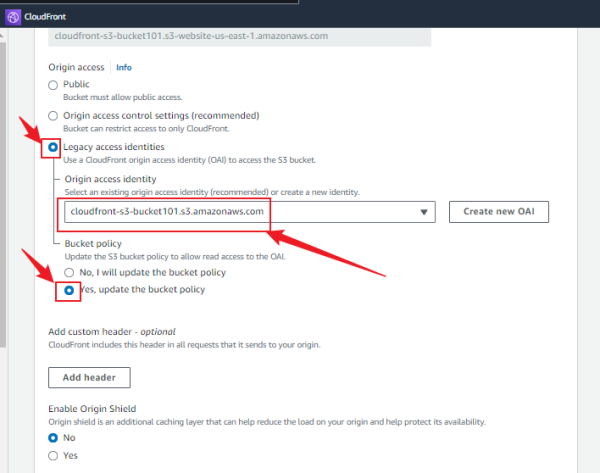 CloudFront
cloudfront-s3-bucket101.s3-website-us-east-1.amazonaws.com
Origin access Info
Public
Bucket must allow public access.
Origin access control settings (recommended)
Bucket can restrict access to only CloudFront.
Legacy access identities
Use a CloudFront origin access identity (OAI) to access the S3 bucket.
Origin access identity
Select an existing origin access identity (recommended) or create a new identity.
cloudfront-s3-bucket101.s3.amazonaws.com
Create new OAI
Bucket policy
Update the S3 bucket policy to allow read access to the OAI.
No, I will update the bucket policy
Yes, update the bucket policy
Add custom header - optional
CloudFront includes this header in all requests that it sends to your origin.
Add header
Enable Origin Shield
Origin shield is an additional caching layer that can help reduce the load on your origin and help protect its availability.
No
Yes